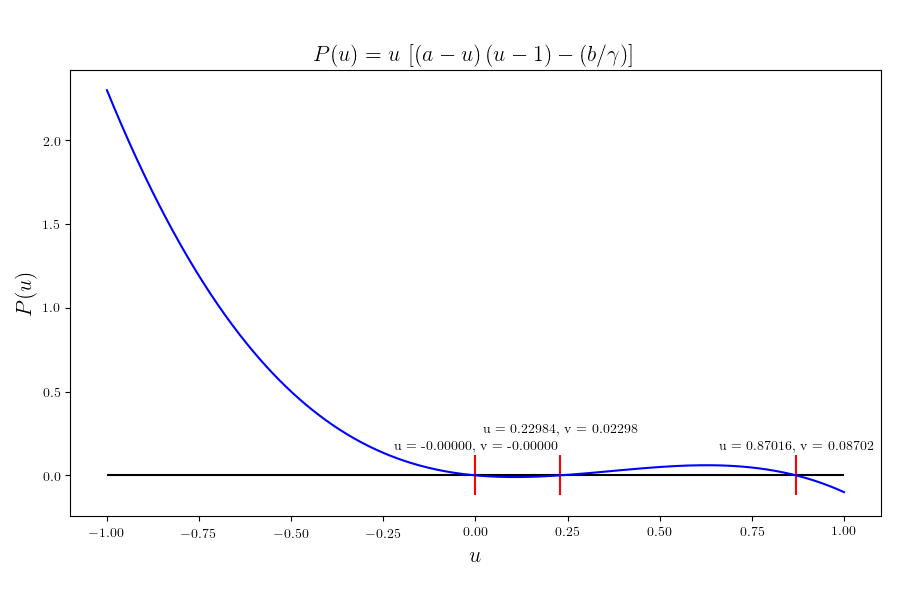 P(u) = u [(a − u) (u − 1) − (b/γ)]
2.0
1.5
1.0
0.5
0.0
P(u)
u = 0.22984, v = 0.02298
u = -0.00000, v = -0.00000
u = 0.87016, v = 0.08702
−1.00
−0.75
−0.50
−0.25
0.00
0.25
0.50
0.75
1.00
u